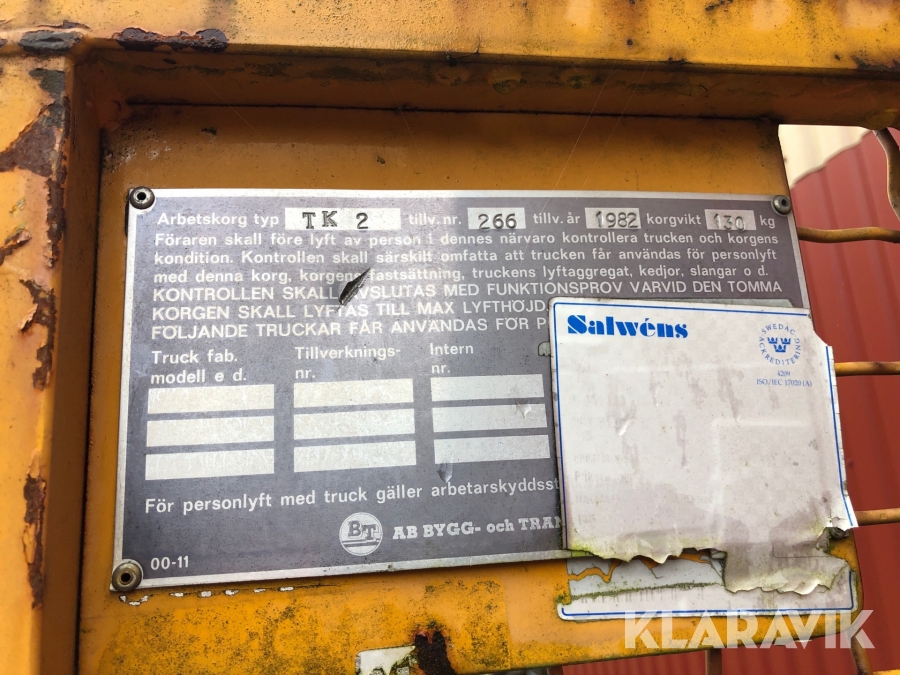 Arbetskorg typ TK 2 tillv. nr. 266 tillv. år 1982 korgvikt 130 kg
Föraren skall före lyft av person i dennes närvaro kontrollera trucken och korgens
kondition. Kontrollen skall särskilt omfatta att trucken får användas för personlyft
med denna korg, korgens fastsättning, truckens lyftaggregat, kedjor, slangar o d.
KONTROLLEN SKALL AVSLUTAS MED FUNKTIONSPROV VARVID DEN TOMMA
KORGEN SKALL LYFTAS TILL MAX LYFTHÖJD
FÖLJANDE TRUCKAR FÅR ANVÄNDAS FÖR P
Truck fab. Tillverknings- Intern
modell e d. nr. nr.
För personlyft med truck gäller arbetarskyddsst
BT AB BYGG- och TRAN
00-11
Salwéns
SWEDAC
ACKREDITERING
4209
ISO/IEC 17020 (A)
KLARAVIK